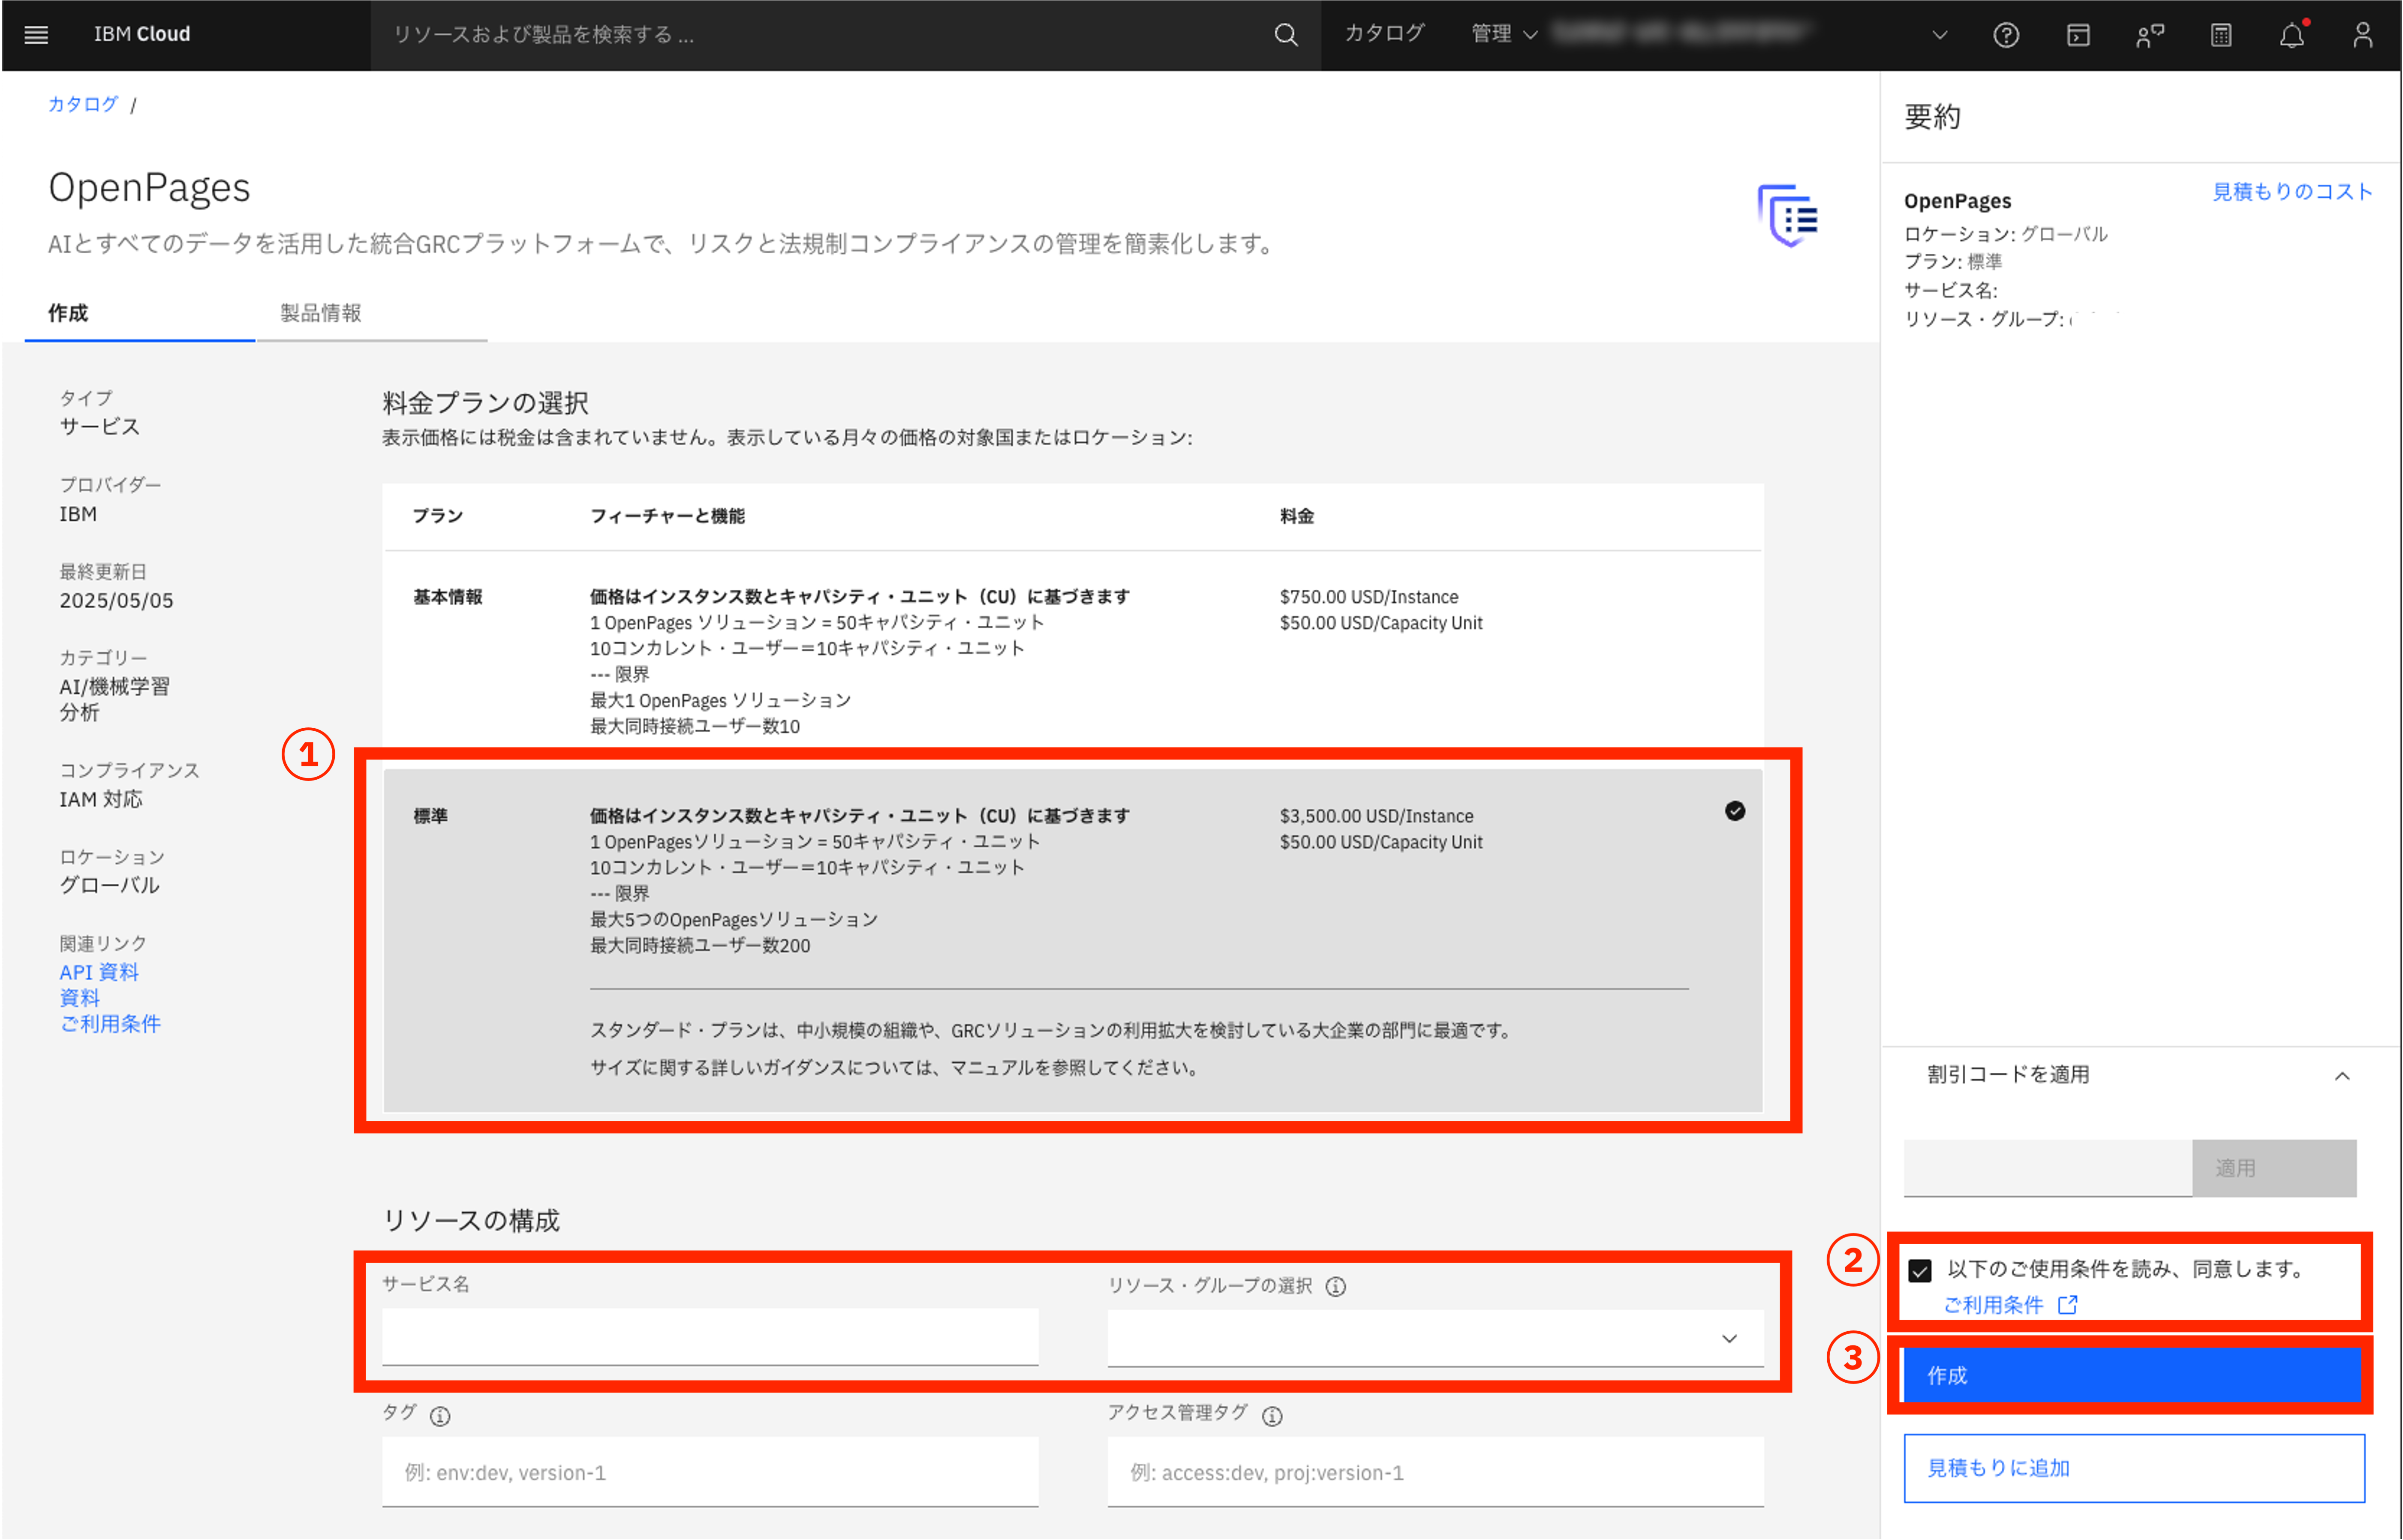 IBM Cloud
リソースおよび製品を検索する ...
カタログ
管理
カタログ /
OpenPages
AIとすべてのデータを活用した統合GRCプラットフォームで、リスクと法規制コンプライアンスの管理を簡素化します。
作成
製品情報
タイプ
サービス
プロバイダー
IBM
最終更新日
2025/05/05
カテゴリー
AI/機械学習
分析
コンプライアンス
IAM 対応
ロケーション
グローバル
関連リンク
API 資料
資料
ご利用条件
料金プランの選択
表示価格には税金は含まれていません。表示している月々の価格の対象国またはロケーション:
プラン
フィーチャーと機能
料金
基本情報
価格はインスタンス数とキャパシティ・ユニット（CU）に基づきます
1 OpenPages ソリューション = 50キャパシティ・ユニット
10コンカレント・ユーザー=10キャパシティ・ユニット
--- 限界
最大1 OpenPages ソリューション
最大同時接続ユーザー数10
$750.00 USD/Instance
$50.00 USD/Capacity Unit
①
標準
価格はインスタンス数とキャパシティ・ユニット（CU）に基づきます
1 OpenPagesソリューション = 50キャパシティ・ユニット
10コンカレント・ユーザー=10キャパシティ・ユニット
--- 限界
最大5つのOpenPagesソリューション
最大同時接続ユーザー数200
$3,500.00 USD/Instance
$50.00 USD/Capacity Unit
スタンダード・プランは、中小規模の組織や、GRCソリューションの利用拡大を検討している大企業の部門に最適です。
サイズに関する詳しいガイダンスについては、マニュアルを参照してください。
リソースの構成
サービス名
リソース・グループの選択
タグ
例: env:dev, version-1
アクセス管理タグ
例: access:dev, proj:version-1
要約
OpenPages
見積もりのコスト
ロケーション: グローバル
プラン: 標準
サービス名:
リソース・グループ:
割引コードを適用
適用
②
以下のご使用条件を読み、同意します。
ご利用条件
③
作成
見積もりに追加